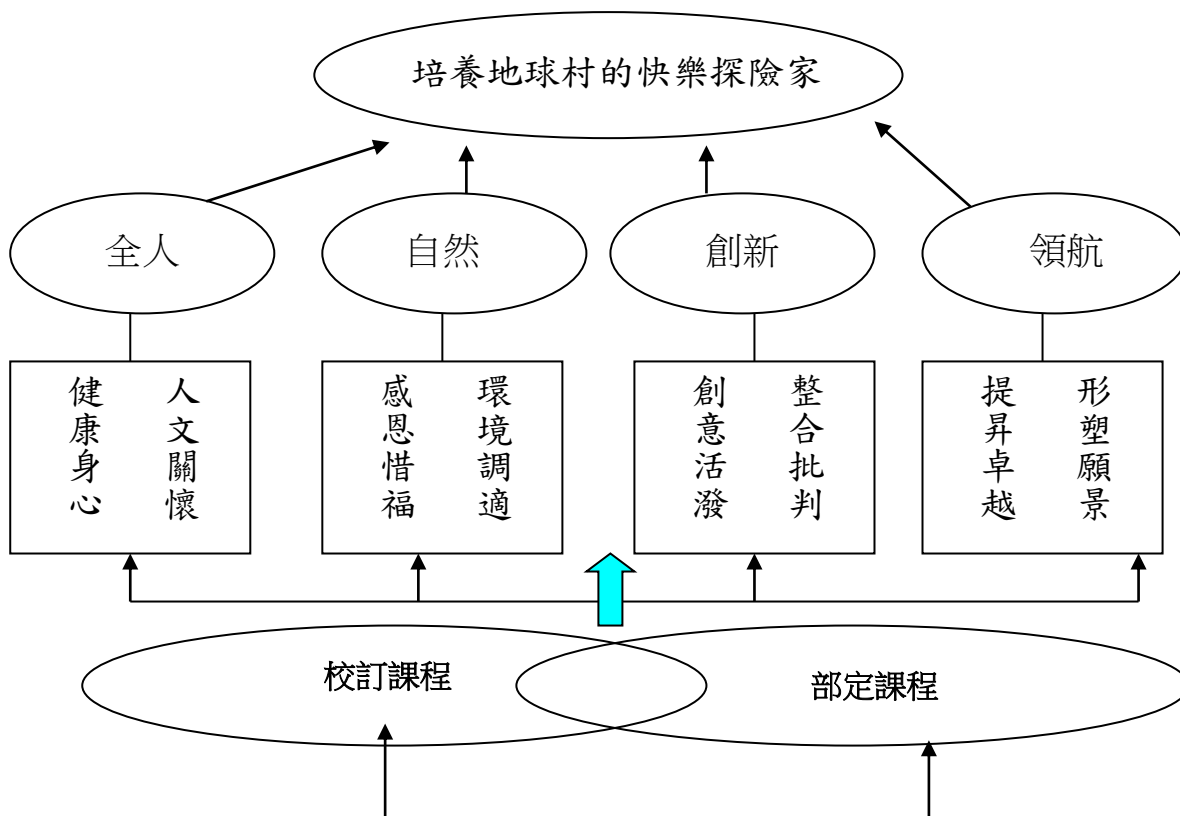 培養地球村的快樂探險家
全人
自然
創新
領航
人文關懷
健康身心
環境調適
感恩惜福
整合批判
創意活潑
形塑願景
提昇卓越
校訂課程
部定課程